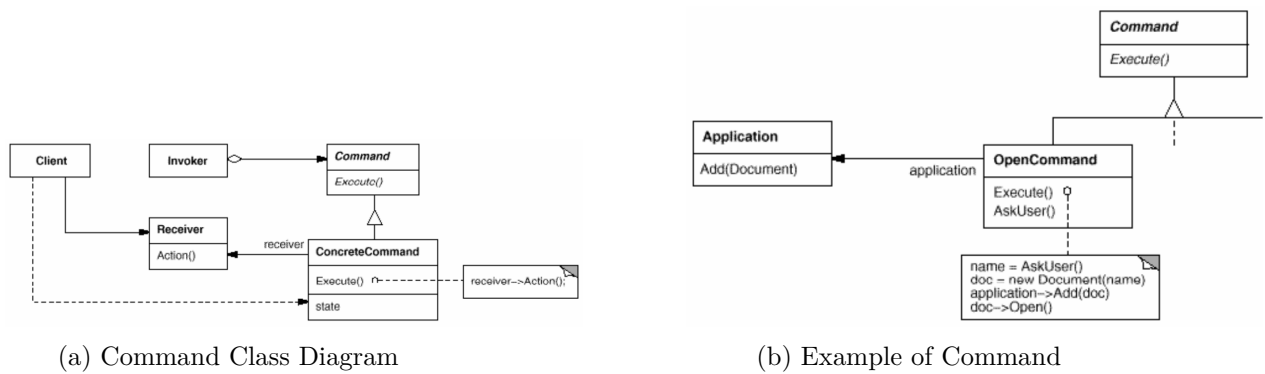 Client
Invoker
Command
Execute()
Receiver
Action()
receiver
ConcreteCommand
Execute()
state
receiver->Action();
(a) Command Class Diagram
Command
Execute()
Application
Add(Document)
application
OpenCommand
Execute()
AskUser()
name = AskUser()
doc = new Document(name)
application->Add(doc)
doc->Open()
(b) Example of Command